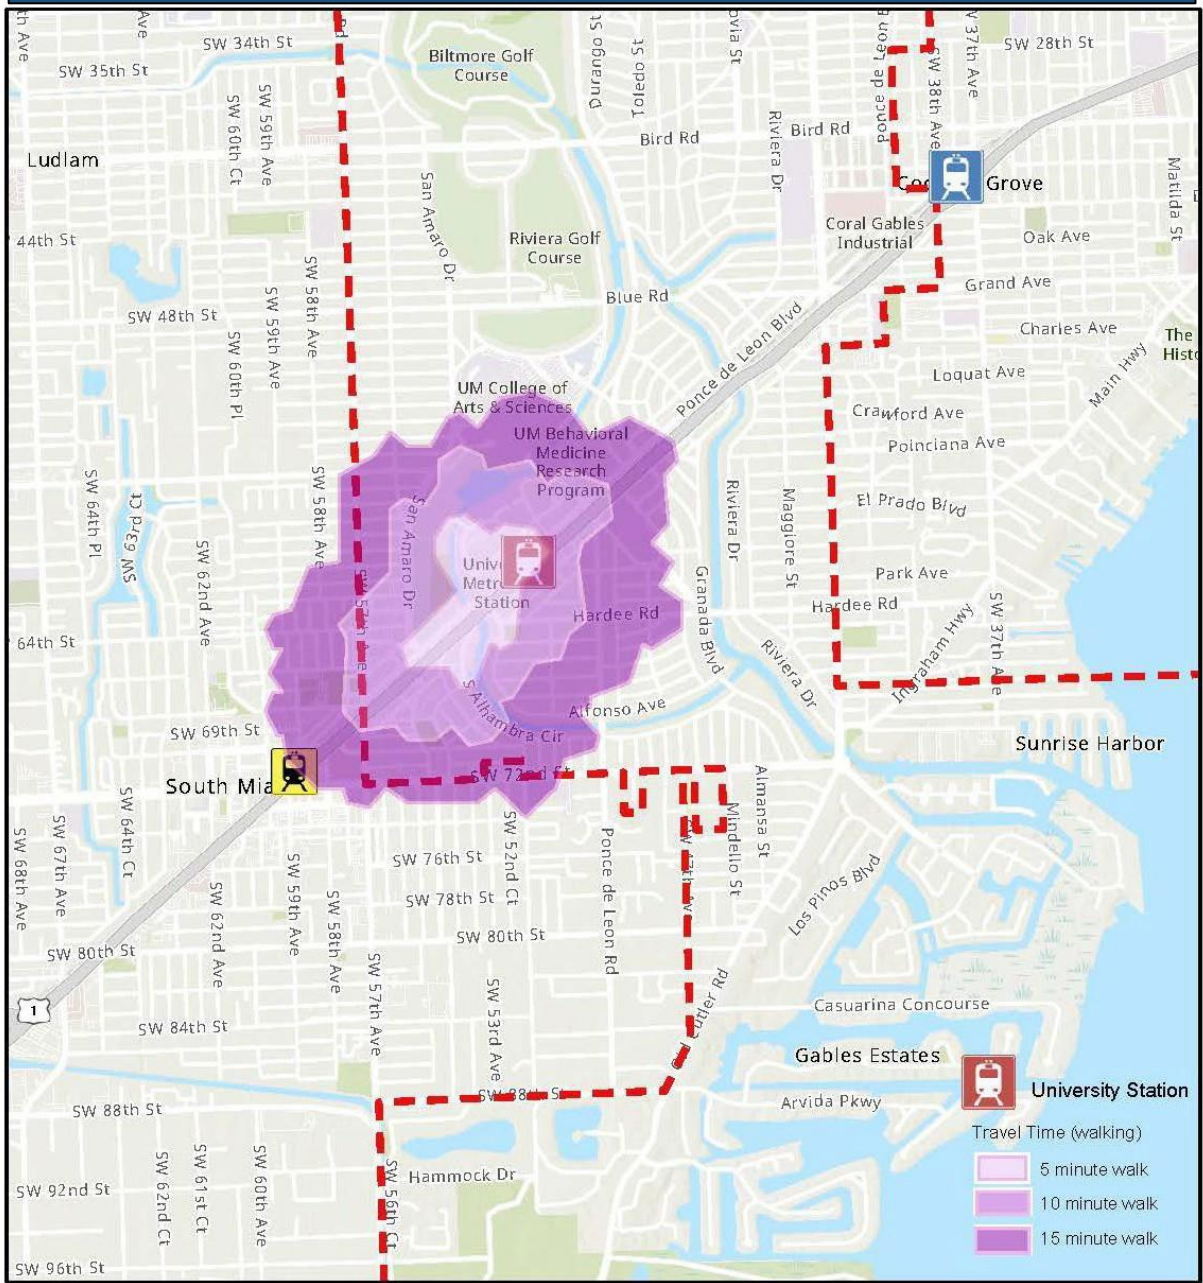 SW 34th St
SW 35th St
Biltmore Golf
Course
Durango St
Toledo St
Ponce de Leon B
SW 38th Ave
SW 37th Ave
SW 28th St
SW 60th Ct
SW 59th Ave
Bird Rd
Riviera Dr
Bird Rd
Ludlam
Grove
Matilda St
San Amaro Dr
Riviera Golf
Course
Coral Gables
Industrial
Oak Ave
44th St
SW 58th Ave
SW 59th Ave
Blue Rd
Grand Ave
SW 48th St
Charles Ave
SW 60th Pl
Ponce de Leon Blvd
The
Histo
Main Hwy
Loquat Ave
UM College of
Arts & Sciences
Crawford Ave
UM Behavioral
Medicine
Research
Program
Poinciana Ave
SW 64th Pl
SW 63rd Ct
SW 58th Ave
San Amaro Dr
Riviera Dr
Maggiore St
El Prado Blvd
SW 62nd Ave
SW 57th Ave
Univ
Metro
Station
Granada Blvd
Park Ave
Hardee Rd
Hardee Rd
SW 37th Ave
Ingraham Hwy
64th St
Riviera Dr
S Alhambra Cir
Alfonso Ave
SW 69th St
Sunrise Harbor
South Mia
SW 72nd St
Almansa St
Mindello St
SW 68th Ave
SW 67th Ave
SW 64th Ct
SW 62nd Ave
SW 59th Ave
SW 58th Ave
SW 76th St
SW 52nd Ct
Ponce de Leon Rd
SW 47th Ave
SW 78th St
Los Pinos Blvd
SW 80th St
SW 80th St
SW 57th Ave
SW 53rd Ave
Old Cutler Rd
1
SW 84th St
Casuarina Concourse
Gables Estates
SW 88th St
SW 88th St
Arvida Pkwy
University Station
Travel Time (walking)
5 minute walk
10 minute walk
15 minute walk
SW 92nd St
SW 62nd Ct
SW 61st Ct
SW 60th Ave
SW 56th Ct
Hammock Dr
SW 96th St